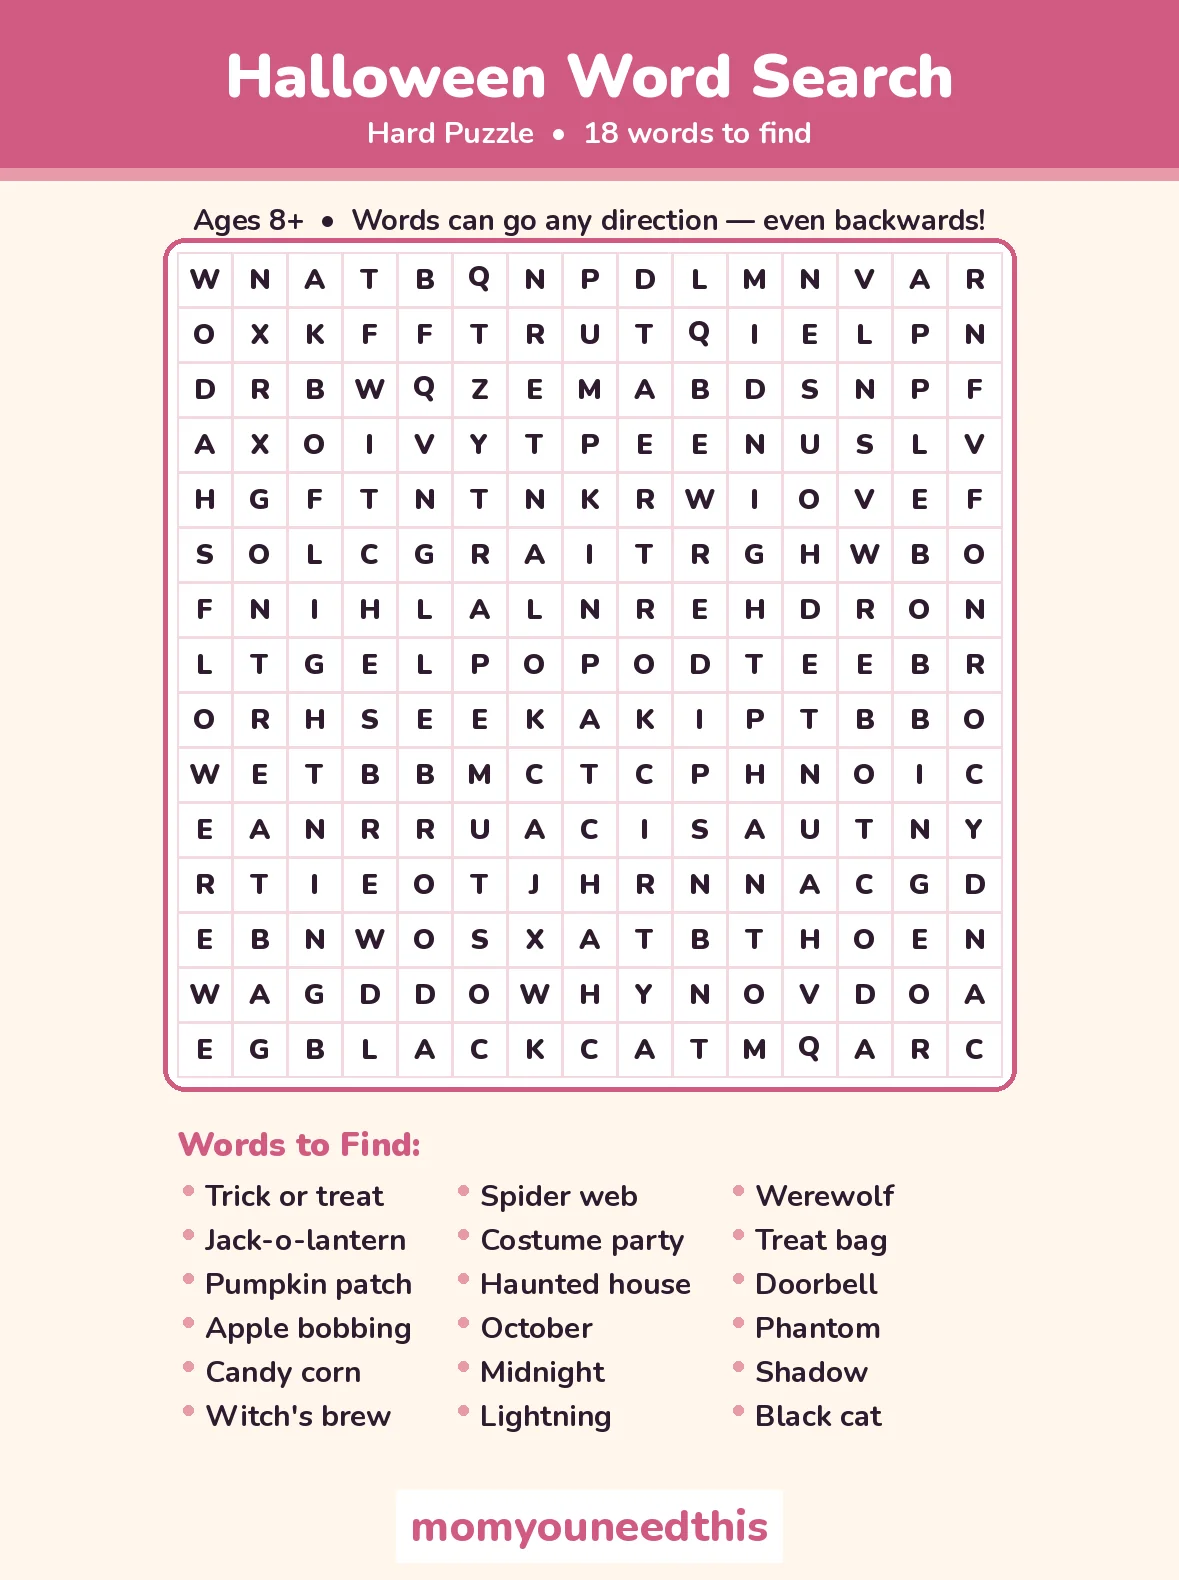 Halloween Word Search
Hard Puzzle • 18 words to find
Ages 8+ • Words can go any direction — even backwards!
W N A T B Q N P D L M N V A R
O X K F F T R U T Q I E L P N
D R B W Q Z E M A B D S N P F
A X O I V Y T P E E N U S L V
H G F T N T N K R W I O V E F
S O L C G R A I T R G H W B O
F N I H L A L N R E H D R O N
L T G E L P O P O D T E E B R
O R H S E E K A K I P T B B O
W E T B B M C T C P H N O I C
E A N R R U A C I S A U T N Y
R T I E O T J H R N N A C G D
E B N W O S X A T B T H O E N
W A G D D O W H Y N O V D O A
E G B L A C K C A T M Q A R C
Words to Find:
• Trick or treat • Spider web • Werewolf
• Jack-o-lantern • Costume party • Treat bag
• Pumpkin patch • Haunted house • Doorbell
• Apple bobbing • October • Phantom
• Candy corn • Midnight • Shadow
• Witch's brew • Lightning • Black cat
momyouneedthis